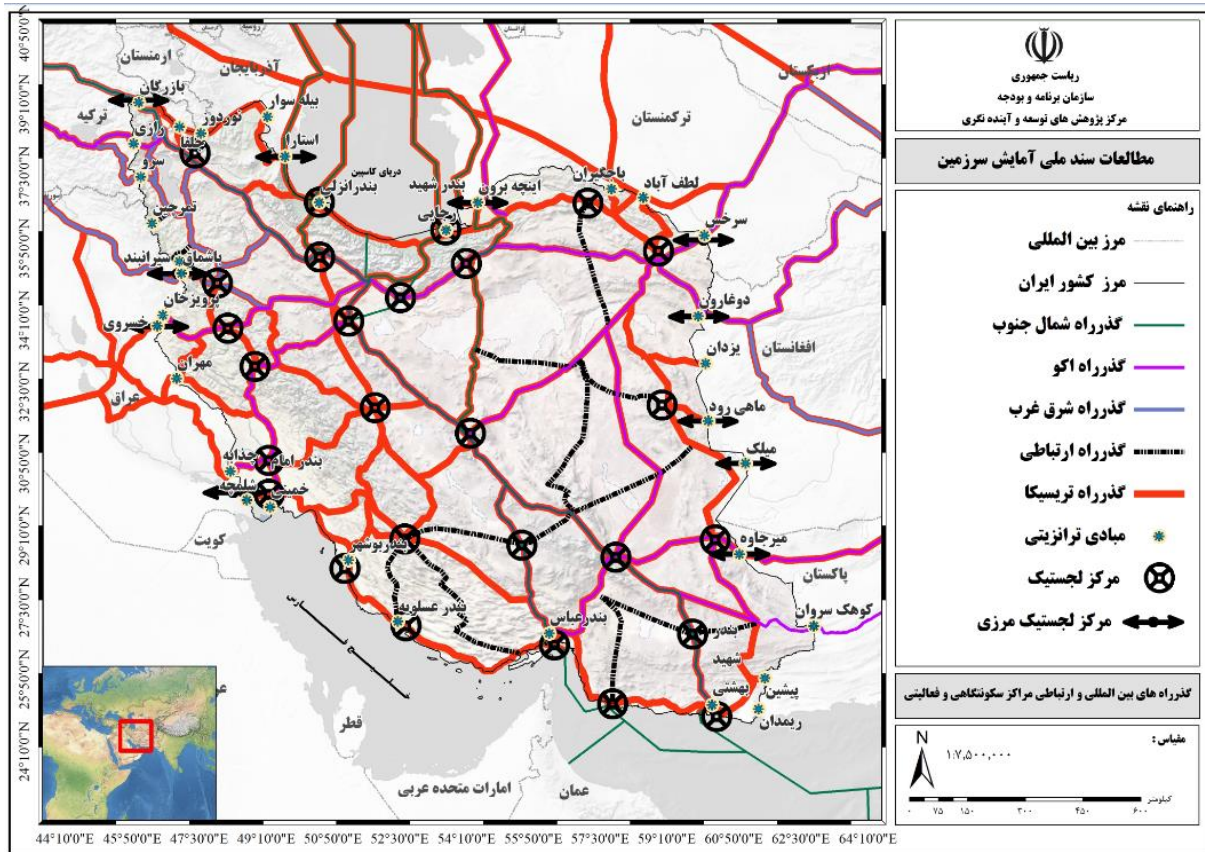 ریاست جمهوری
سازمان برنامه و بودجه
مرکز پژوهش های توسعه و آینده نگری
مطالعات سند ملی آمایش سرزمین
راهنمای نقشه
مرز بین المللی
مرز کشور ایران
گذرراه شمال جنوب
گذرراه اکو
گذرراه شرق غرب
گذرراه ارتباطی
گذرراه تریسیکا
مبادی ترانزیتی
مرکز لجستیک
مرکز لجستیک مرزی
گذرراه های بین المللی و ارتباطی مراکز سکونتگاهی و فعالیتی
مقیاس :
N
۱:۷,۵۰۰,۰۰۰
کیلومتر
۰ ۷۵ ۱۵۰ ۳۰۰ ۴۵۰ ۶۰۰
ارمنستان
آذربایجان
ازبکستان
ترکمنستان
ترکیه
بازرگان
بیله سوار
نوردوز
جلفا
رازی
سرو
آستارا
دریای کاسپین
بندرانزلی
بندر شهید
رجایی
اینچه برون
باجگیران
لطف آباد
سرخس
تمرچین
باشماق
شیرانبند
پرویزخان
خسروی
مهران
عراق
دوغارون
افغانستان
یزدان
ماهی رود
میلک
چذابه
بندر امام
خمینی
شلمچه
کویت
بندربوشهر
بندر عسلویه
بندرعباس
میرجاوه
پاکستان
کوهک سروان
بندر
شهید
بهشتی
پیشین
ریمدان
خلیج فارس
قطر
امارات متحده عربی
عمان
40°50'0"N
39°10'0"N
37°30'0"N
35°50'0"N
34°10'0"N
32°30'0"N
30°50'0"N
29°10'0"N
27°30'0"N
25°50'0"N
24°10'0"N
44°10'0"E 45°50'0"E 47°30'0"E 49°10'0"E 50°50'0"E 52°30'0"E 54°10'0"E 55°50'0"E 57°30'0"E 59°10'0"E 60°50'0"E 62°30'0"E 64°10'0"E